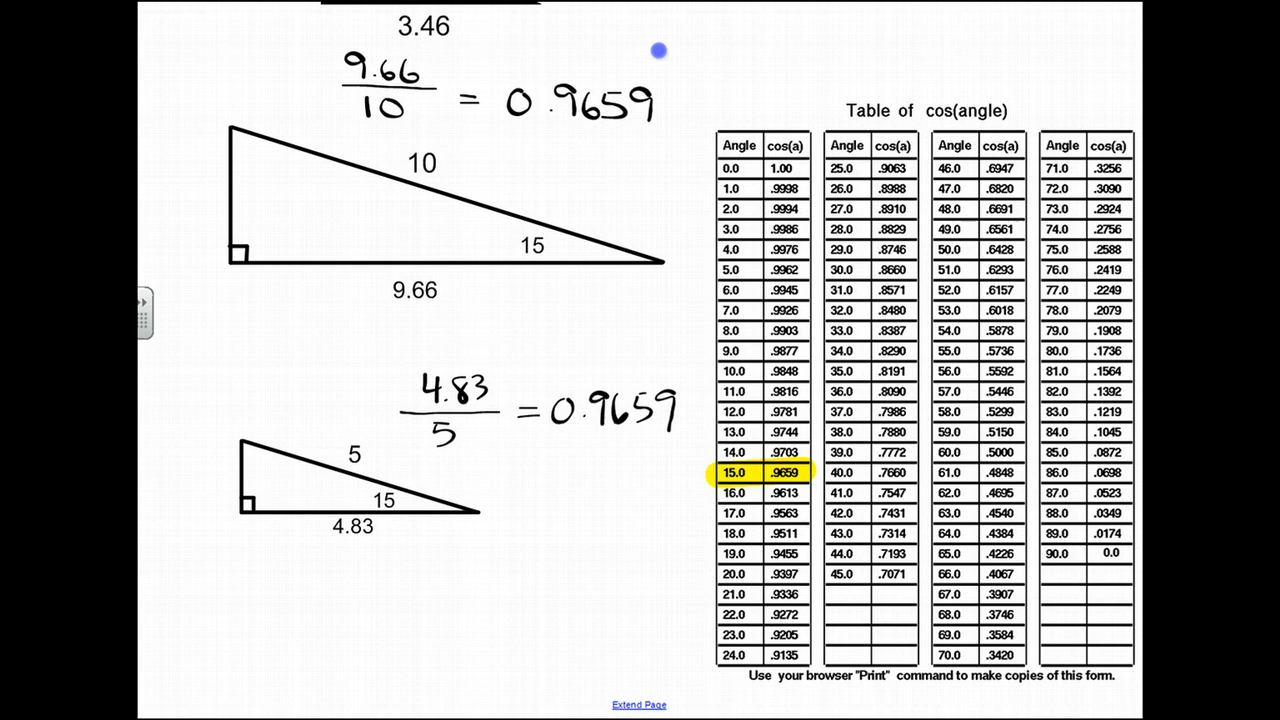 3.46
9.66
10
= 0.9659
10
15
9.66
4.83
5
= 0.9659
5
15
4.83
Table of cos(angle)
Angle cos(a) Angle cos(a) Angle cos(a) Angle cos(a)
0.0 1.00 25.0 .9063 46.0 .6947 71.0 .3256
1.0 .9998 26.0 .8988 47.0 .6820 72.0 .3090
2.0 .9994 27.0 .8910 48.0 .6691 73.0 .2924
3.0 .9986 28.0 .8829 49.0 .6561 74.0 .2756
4.0 .9976 29.0 .8746 50.0 .6428 75.0 .2588
5.0 .9962 30.0 .8660 51.0 .6293 76.0 .2419
6.0 .9945 31.0 .8571 52.0 .6157 77.0 .2249
7.0 .9926 32.0 .8480 53.0 .6018 78.0 .2079
8.0 .9903 33.0 .8387 54.0 .5878 79.0 .1908
9.0 .9877 34.0 .8290 55.0 .5736 80.0 .1736
10.0 .9848 35.0 .8191 56.0 .5592 81.0 .1564
11.0 .9816 36.0 .8090 57.0 .5446 82.0 .1392
12.0 .9781 37.0 .7986 58.0 .5299 83.0 .1219
13.0 .9744 38.0 .7880 59.0 .5150 84.0 .1045
14.0 .9703 39.0 .7772 60.0 .5000 85.0 .0872
15.0 .9659 40.0 .7660 61.0 .4848 86.0 .0698
16.0 .9613 41.0 .7547 62.0 .4695 87.0 .0523
17.0 .9563 42.0 .7431 63.0 .4540 88.0 .0349
18.0 .9511 43.0 .7314 64.0 .4384 89.0 .0174
19.0 .9455 44.0 .7193 65.0 .4226 90.0 0.0
20.0 .9397 45.0 .7071 66.0 .4067
21.0 .9336 67.0 .3907
22.0 .9272 68.0 .3746
23.0 .9205 69.0 .3584
24.0 .9135 70.0 .3420
Use your browser "Print" command to make copies of this form.
Extend Page